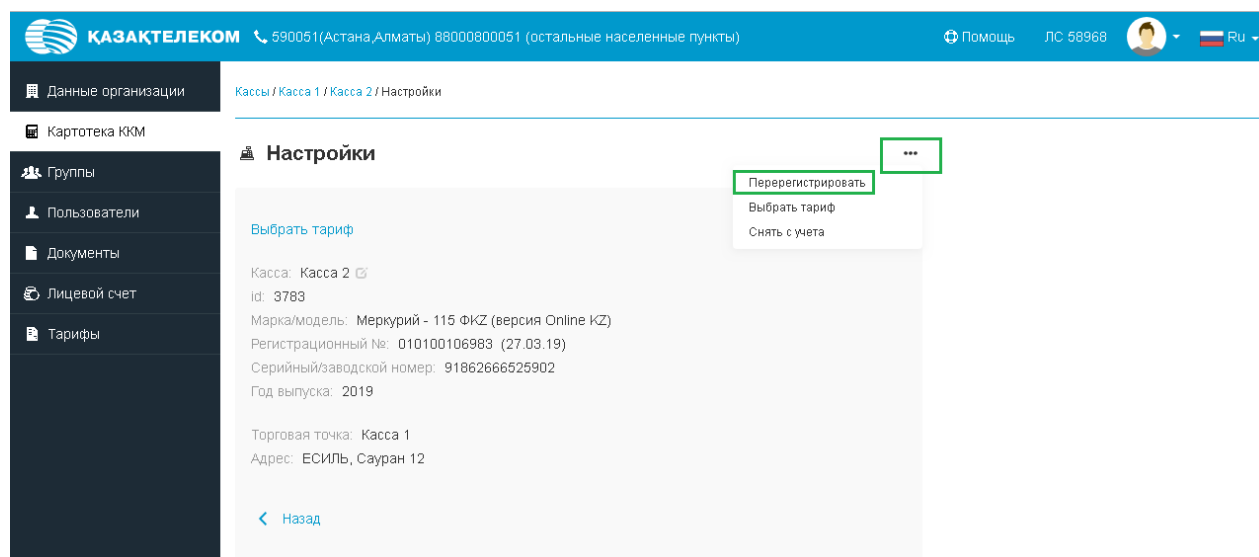 ҚАЗАҚТЕЛЕКОМ 590051(Астана,Алматы) 88000800051 (остальные населенные пункты) Помощь ЛС 58968 Ru
Данные организации
Картотека ККМ
Группы
Пользователи
Документы
Лицевой счет
Тарифы
Кассы / Касса 1 / Касса 2 / Настройки
Настройки
Перерегистрировать
Выбрать тариф
Снять с учета
Выбрать тариф
Касса: Касса 2
id: 3783
Марка/модель: Меркурий - 115 ФKZ (версия Online KZ)
Регистрационный №: 010100106983 (27.03.19)
Серийный/заводской номер: 91862666525902
Год выпуска: 2019
Торговая точка: Касса 1
Адрес: ЕСИЛЬ, Сауран 12
Назад